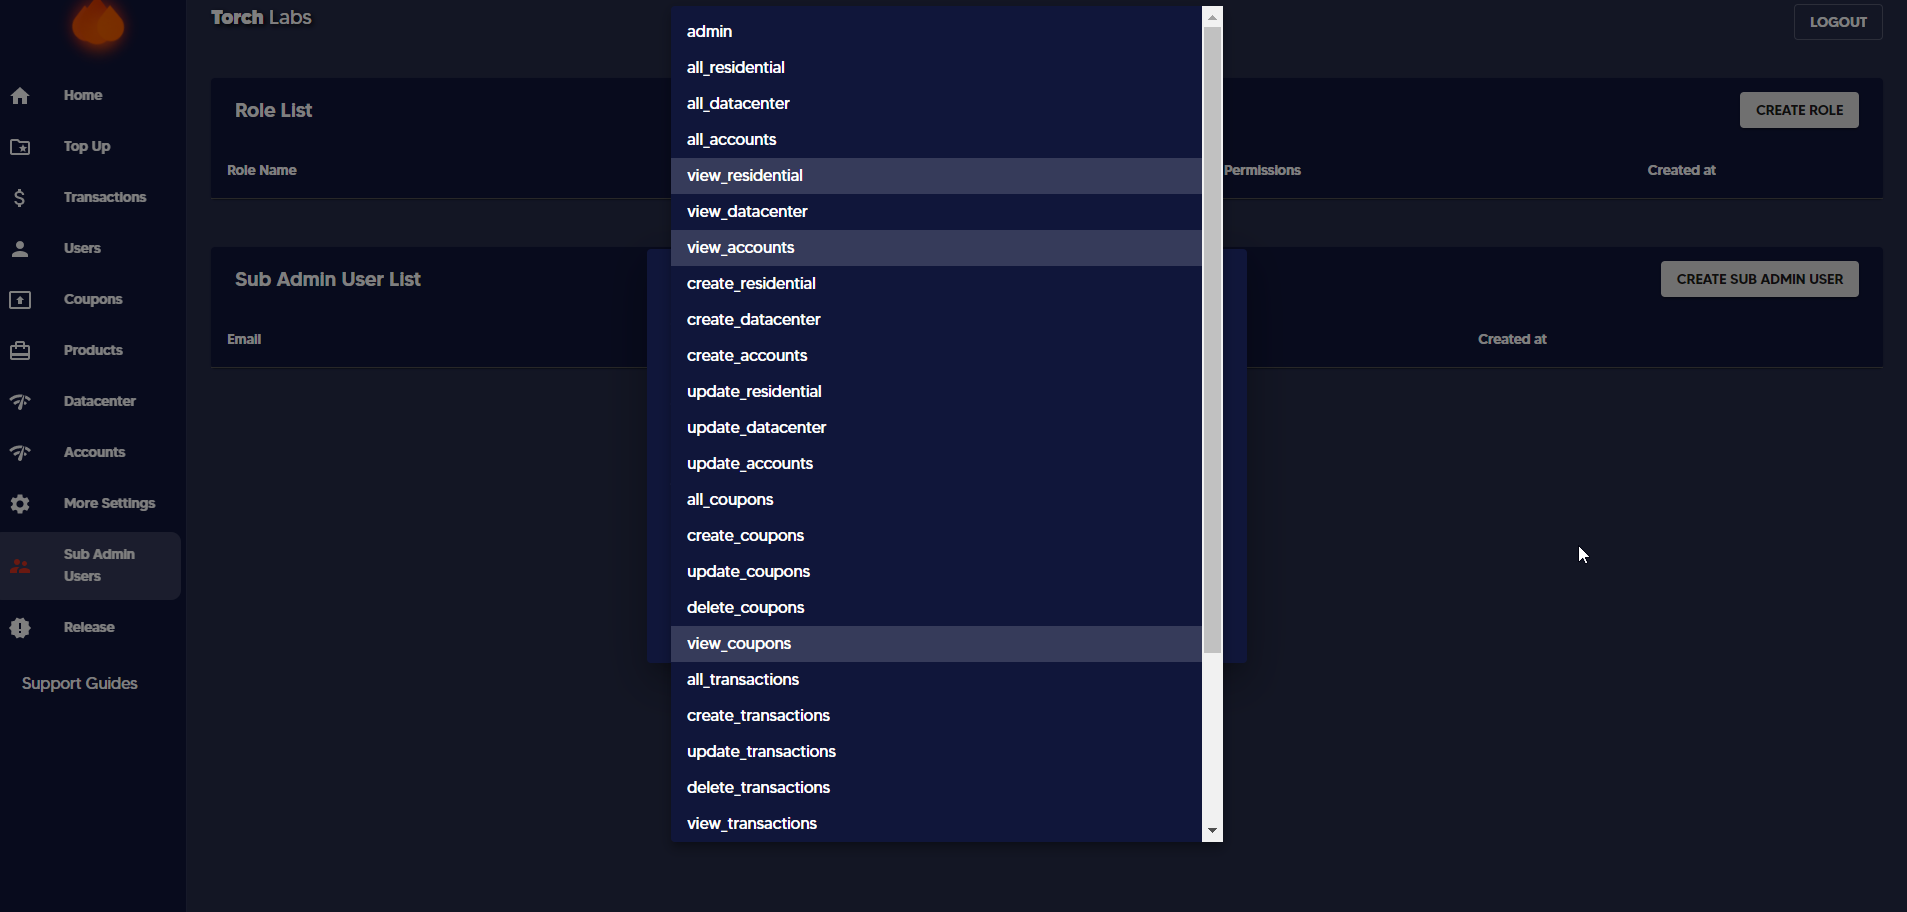 Torch Labs
LOGOUT
Home
Top Up
Transactions
Users
Coupons
Products
Datacenter
Accounts
More Settings
Sub Admin
Users
Release
Support Guides
Role List
CREATE ROLE
Role Name
Permissions
Created at
Sub Admin User List
CREATE SUB ADMIN USER
Email
Created at
admin
all_residential
all_datacenter
all_accounts
view_residential
view_datacenter
view_accounts
create_residential
create_datacenter
create_accounts
update_residential
update_datacenter
update_accounts
all_coupons
create_coupons
update_coupons
delete_coupons
view_coupons
all_transactions
create_transactions
update_transactions
delete_transactions
view_transactions